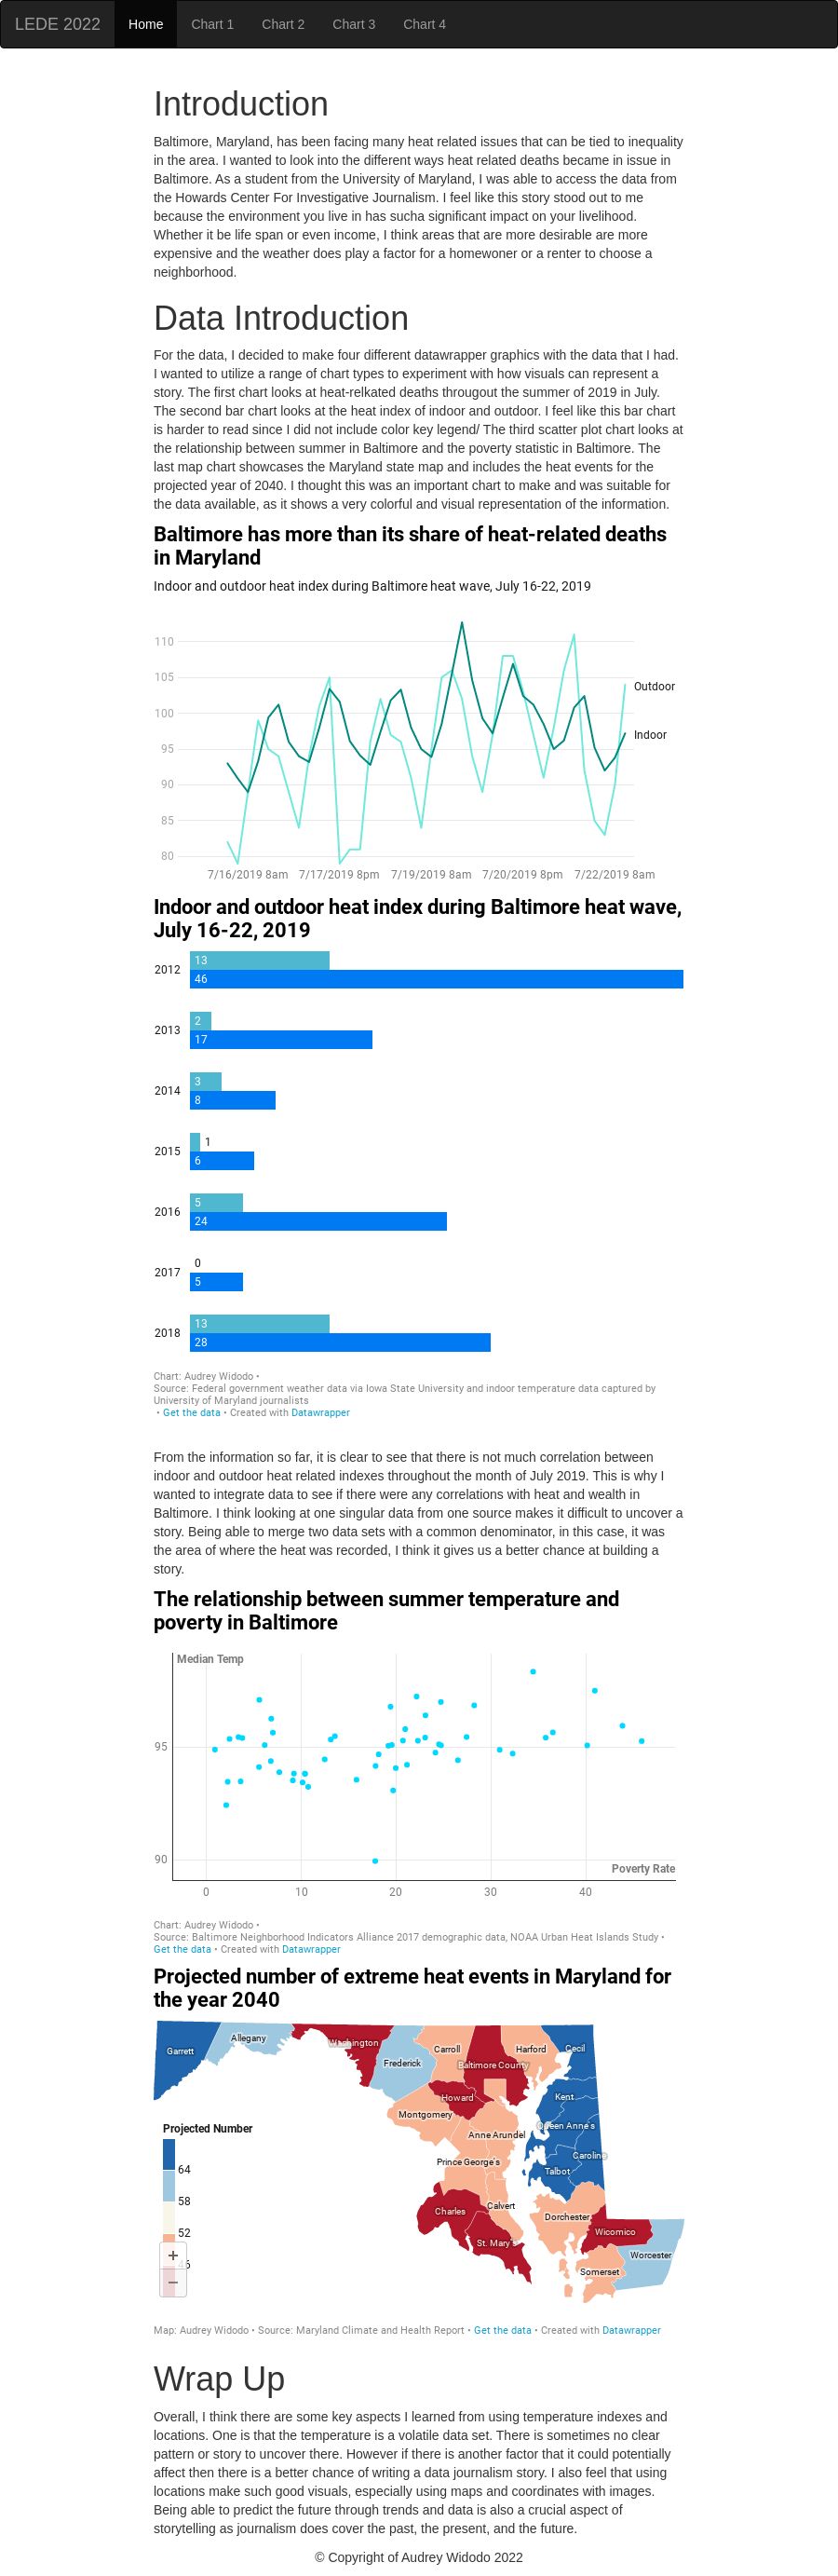 LEDE 2022 Home Chart 1 Chart 2 Chart 3 Chart 4
Introduction
Baltimore, Maryland, has been facing many heat related issues that can be tied to inequality
in the area. I wanted to look into the different ways heat related deaths became in issue in
Baltimore. As a student from the University of Maryland, I was able to access the data from
the Howards Center For Investigative Journalism. I feel like this story stood out to me
because the environment you live in has sucha significant impact on your livelihood.
Whether it be life span or even income, I think areas that are more desirable are more
expensive and the weather does play a factor for a homewoner or a renter to choose a
neighborhood.
Data Introduction
For the data, I decided to make four different datawrapper graphics with the data that I had.
I wanted to utilize a range of chart types to experiment with how visuals can represent a
story. The first chart looks at heat-relkated deaths througout the summer of 2019 in July.
The second bar chart looks at the heat index of indoor and outdoor. I feel like this bar chart
is harder to read since I did not include color key legend/ The third scatter plot chart looks at
the relationship between summer in Baltimore and the poverty statistic in Baltimore. The
last map chart showcases the Maryland state map and includes the heat events for the
projected year of 2040. I thought this was an important chart to make and was suitable for
the data available, as it shows a very colorful and visual representation of the information.
Baltimore has more than its share of heat-related deaths
in Maryland
Indoor and outdoor heat index during Baltimore heat wave, July 16-22, 2019
110
105
Outdoor
100
Indoor
95
90
85
80
7/16/2019 8am 7/17/2019 8pm 7/19/2019 8am 7/20/2019 8pm 7/22/2019 8am
Indoor and outdoor heat index during Baltimore heat wave,
July 16-22, 2019
13
2012
46
2
2013
17
3
2014
8
1
2015
6
5
2016
24
0
2017
5
13
2018
28
Chart: Audrey Widodo •
Source: Federal government weather data via Iowa State University and indoor temperature data captured by
University of Maryland journalists
• Get the data • Created with Datawrapper
From the information so far, it is clear to see that there is not much correlation between
indoor and outdoor heat related indexes throughout the month of July 2019. This is why I
wanted to integrate data to see if there were any correlations with heat and wealth in
Baltimore. I think looking at one singular data from one source makes it difficult to uncover a
story. Being able to merge two data sets with a common denominator, in this case, it was
the area of where the heat was recorded, I think it gives us a better chance at building a
story.
The relationship between summer temperature and
poverty in Baltimore
Median Temp
95
90
Poverty Rate
0 10 20 30 40
Chart: Audrey Widodo •
Source: Baltimore Neighborhood Indicators Alliance 2017 demographic data, NOAA Urban Heat Islands Study •
Get the data • Created with Datawrapper
Projected number of extreme heat events in Maryland for
the year 2040
Garrett
Allegany
Washington
Frederick
Carroll
Baltimore County
Harford
Cecil
Howard
Kent
Montgomery
Queen Anne's
Anne Arundel
Projected Number
Caroline
Prince George's
Talbot
64
58
Calvert
Charles
Dorchester
52
Wicomico
St. Mary's
Worcester
+
Somerset
−
Map: Audrey Widodo • Source: Maryland Climate and Health Report • Get the data • Created with Datawrapper
Wrap Up
Overall, I think there are some key aspects I learned from using temperature indexes and
locations. One is that the temperature is a volatile data set. There is sometimes no clear
pattern or story to uncover there. However if there is another factor that it could potentially
affect then there is a better chance of writing a data journalism story. I also feel that using
locations make such good visuals, especially using maps and coordinates with images.
Being able to predict the future through trends and data is also a crucial aspect of
storytelling as journalism does cover the past, the present, and the future.
© Copyright of Audrey Widodo 2022